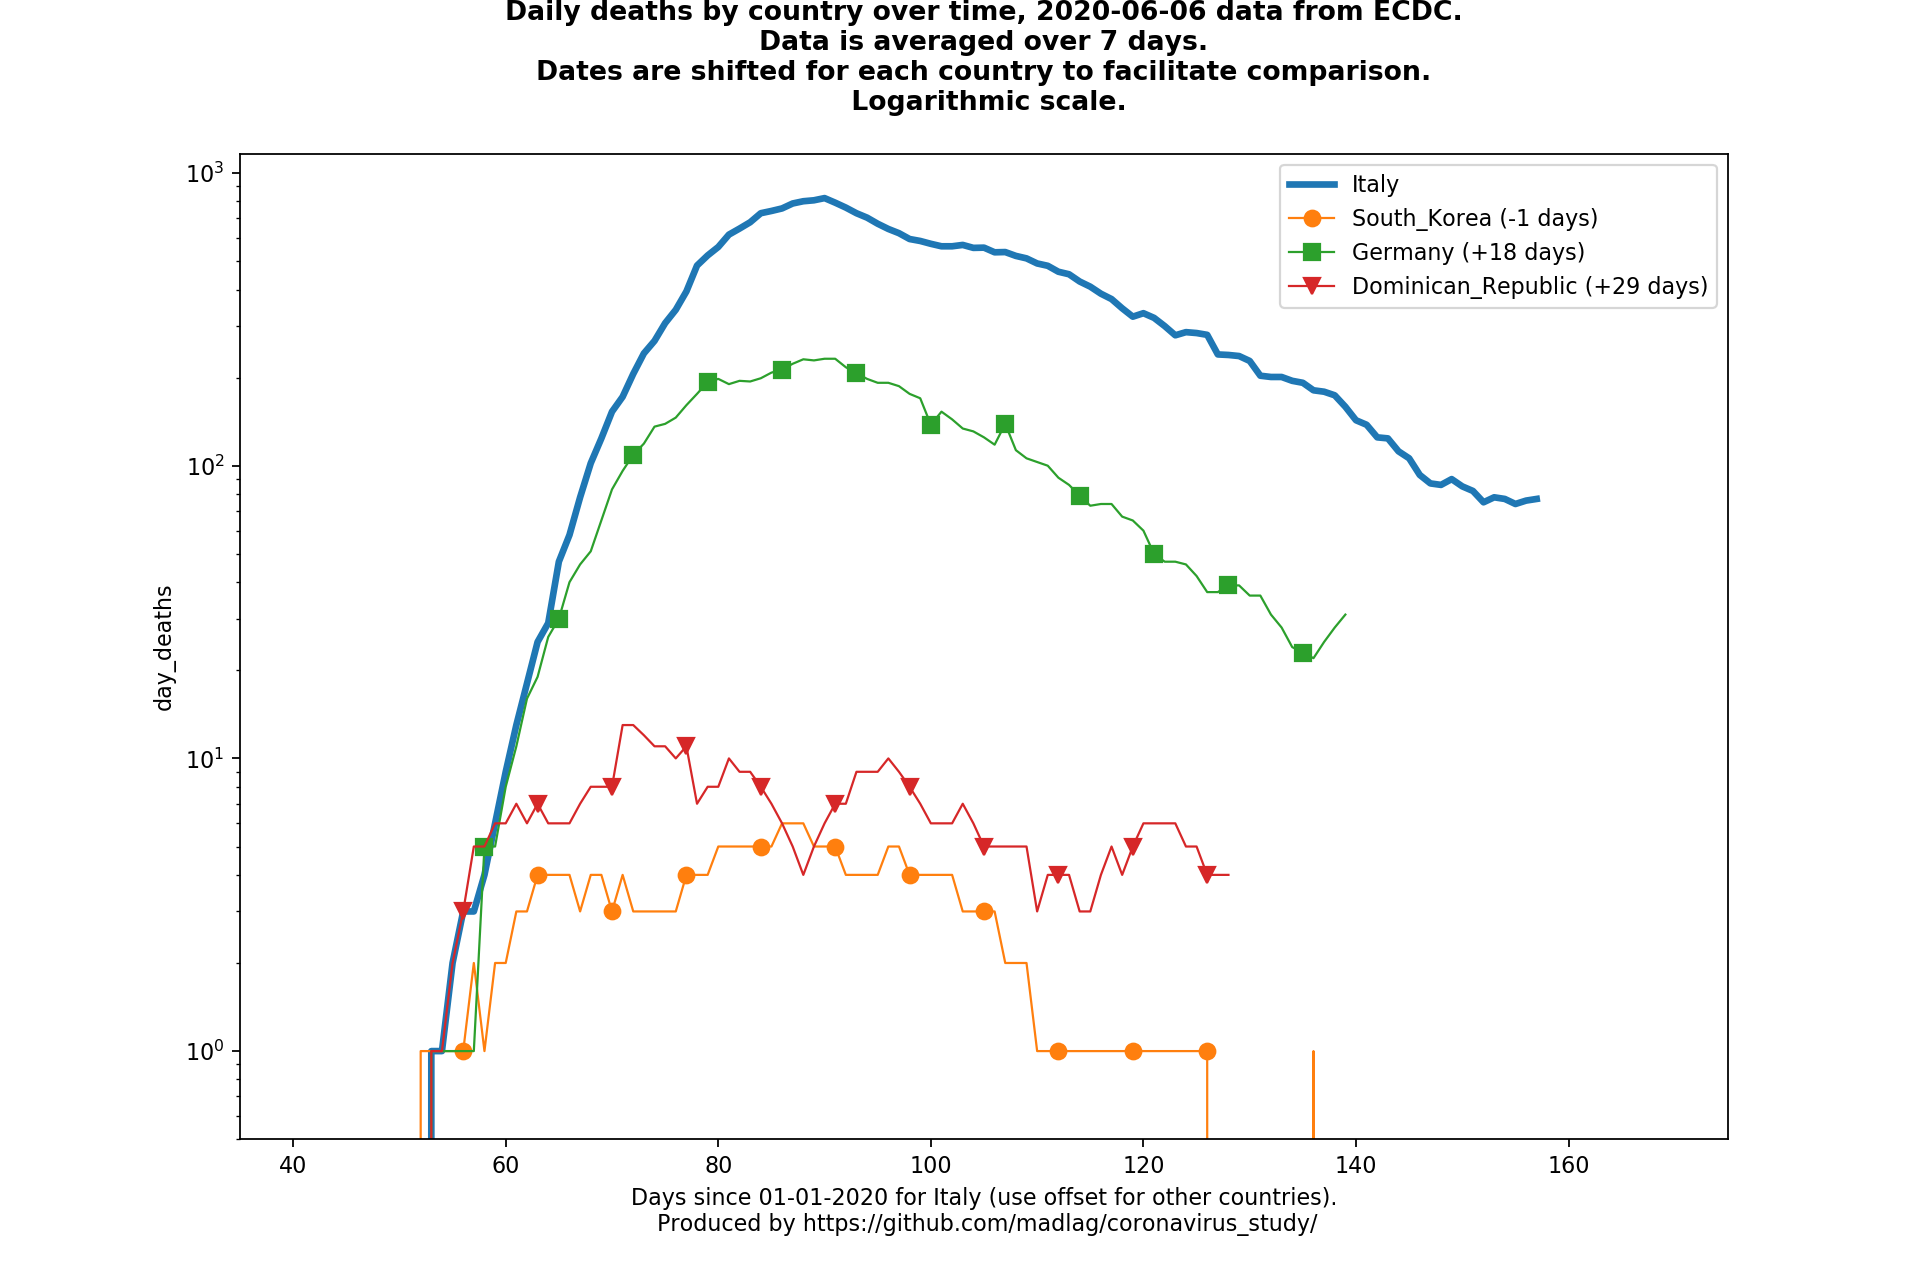 Daily deaths by country over time, 2020-06-06 data from ECDC.
Data is averaged over 7 days.
Dates are shifted for each country to facilitate comparison.
Logarithmic scale.
10³
10²
10¹
10⁰
day_deaths
Italy
South_Korea (-1 days)
Germany (+18 days)
Dominican_Republic (+29 days)
40 60 80 100 120 140 160
Days since 01-01-2020 for Italy (use offset for other countries).
Produced by https://github.com/madlag/coronavirus_study/